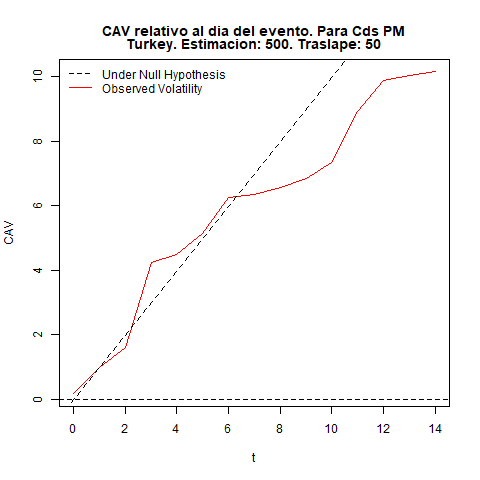 CAV relativo al dia del evento. Para Cds PM
Turkey. Estimacion: 500. Traslape: 50
Under Null Hypothesis
Observed Volatility
10
8
6
4
2
0
CAV
0 2 4 6 8 10 12 14
t